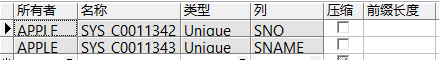 所有者 名称 类型 列 压缩 前缀长度
APPLE SYS_C0011342 Unique SNO
APPLE SYS_C0011343 Unique SNAME